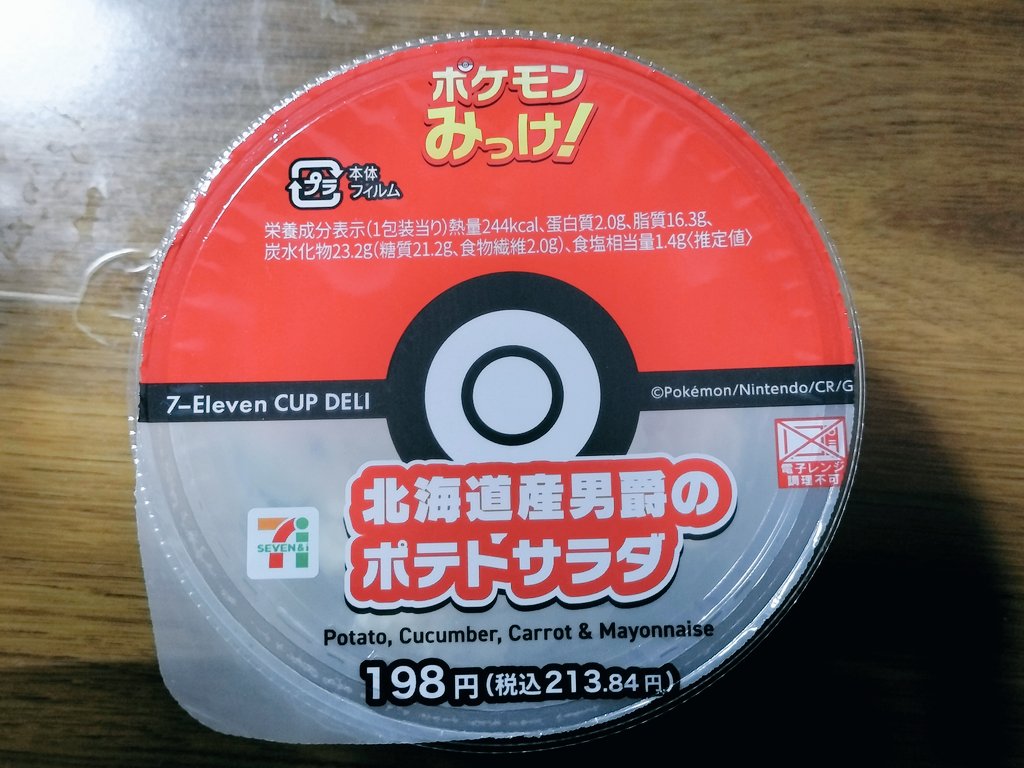 ポケモン
みっけ!
プラ
本体
フィルム
栄養成分表示(1包装当り)熱量244kcal、蛋白質2.0g、脂質16.3g、
炭水化物23.2g(糖質21.2g、食物繊維2.0g)、食塩相当量1.4g〈推定値〉
7-Eleven CUP DELI
©Pokémon/Nintendo/CR/G
電子レンジ
調理不可
北海道産男爵の
ポテトサラダ
SEVEN&i
Potato, Cucumber, Carrot & Mayonnaise
198円(税込213.84円)